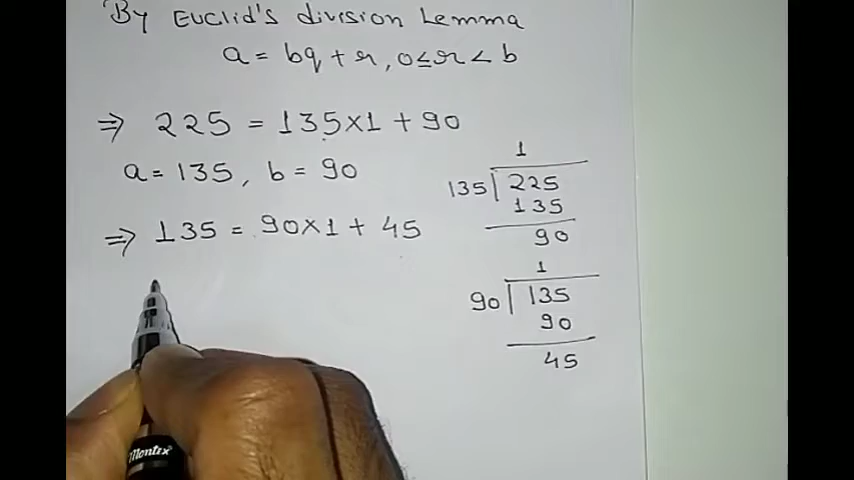 By Euclid's division Lemma
a = bq + r, 0 ≤ r < b
⇒ 225 = 135 × 1 + 90
a = 135, b = 90
⇒ 135 = 90 × 1 + 45
1
135 | 225
135
90
1
90 | 135
90
45
Montex